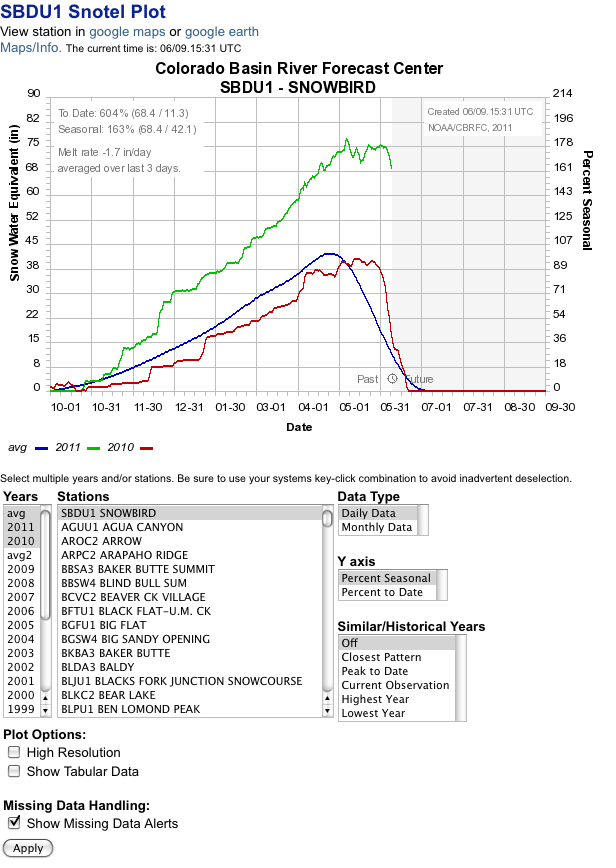 SBDU1 Snotel Plot
View station in google maps or google earth
Maps/Info. The current time is: 06/09.15:31 UTC
Colorado Basin River Forecast Center
SBDU1 - SNOWBIRD
To Date: 604% (68.4 / 11.3)
Seasonal: 163% (68.4 / 42.1)
Melt rate -1.7 in/day
averaged over last 3 days.
Created 06/09.15:31 UTC
NOAA/CBRFC, 2011
Snow Water Equivalent (in)
90
82
75
68
60
52
45
38
30
22
15
8
0
Percent Seasonal
214
196
178
161
143
125
107
89
71
54
36
18
0
Past Future
10-01 10-31 11-30 12-31 01-30 03-01 04-01 05-01 05-31 07-01 07-31 08-30 09-30
Date
avg 2011 2010
Select multiple years and/or stations. Be sure to use your systems key-click combination to avoid inadvertent deselection.
Years
avg
2011
2010
avg2
2009
2008
2007
2006
2005
2004
2003
2002
2001
2000
1999
Stations
SBDU1 SNOWBIRD
AGUU1 AGUA CANYON
AROC2 ARROW
ARPC2 ARAPAHO RIDGE
BBSA3 BAKER BUTTE SUMMIT
BBSW4 BLIND BULL SUM
BCVC2 BEAVER CK VILLAGE
BFTU1 BLACK FLAT-U.M. CK
BGFU1 BIG FLAT
BGSW4 BIG SANDY OPENING
BKBA3 BAKER BUTTE
BLDA3 BALDY
BLJU1 BLACKS FORK JUNCTION SNOWCOURSE
BLKC2 BEAR LAKE
BLPU1 BEN LOMOND PEAK
Data Type
Daily Data
Monthly Data
Y axis
Percent Seasonal
Percent to Date
Similar/Historical Years
Off
Closest Pattern
Peak to Date
Current Observation
Highest Year
Lowest Year
Plot Options:
High Resolution
Show Tabular Data
Missing Data Handling:
Show Missing Data Alerts
Apply